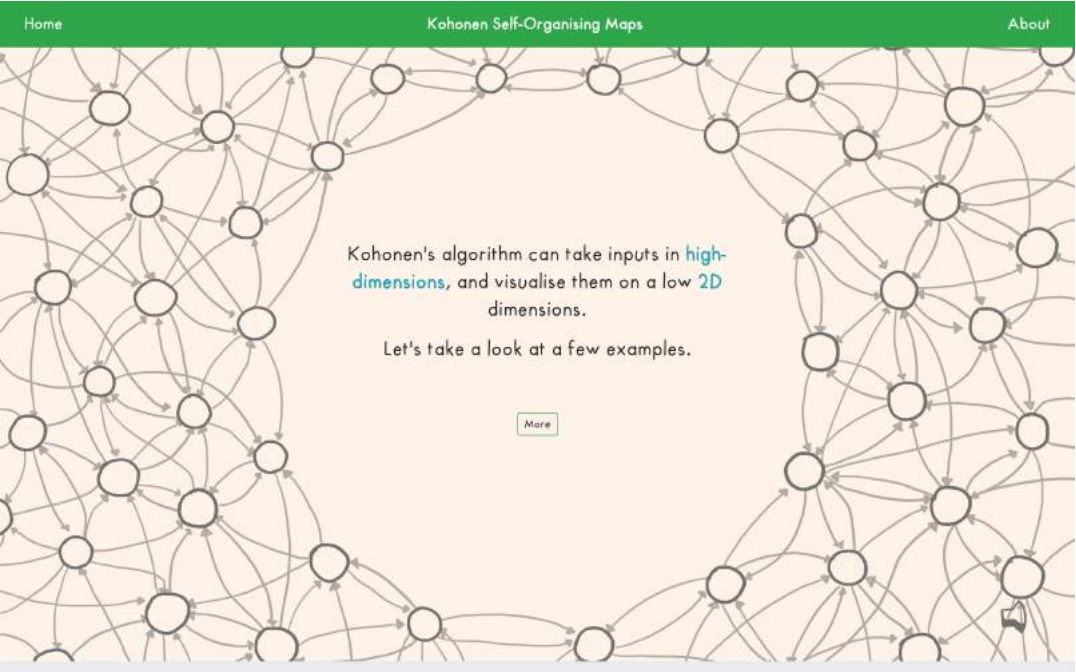 Home
Kohonen Self-Organising Maps
About
Kohonen's algorithm can take inputs in high-
dimensions, and visualise them on a low 2D
dimensions.
Let's take a look at a few examples.
More